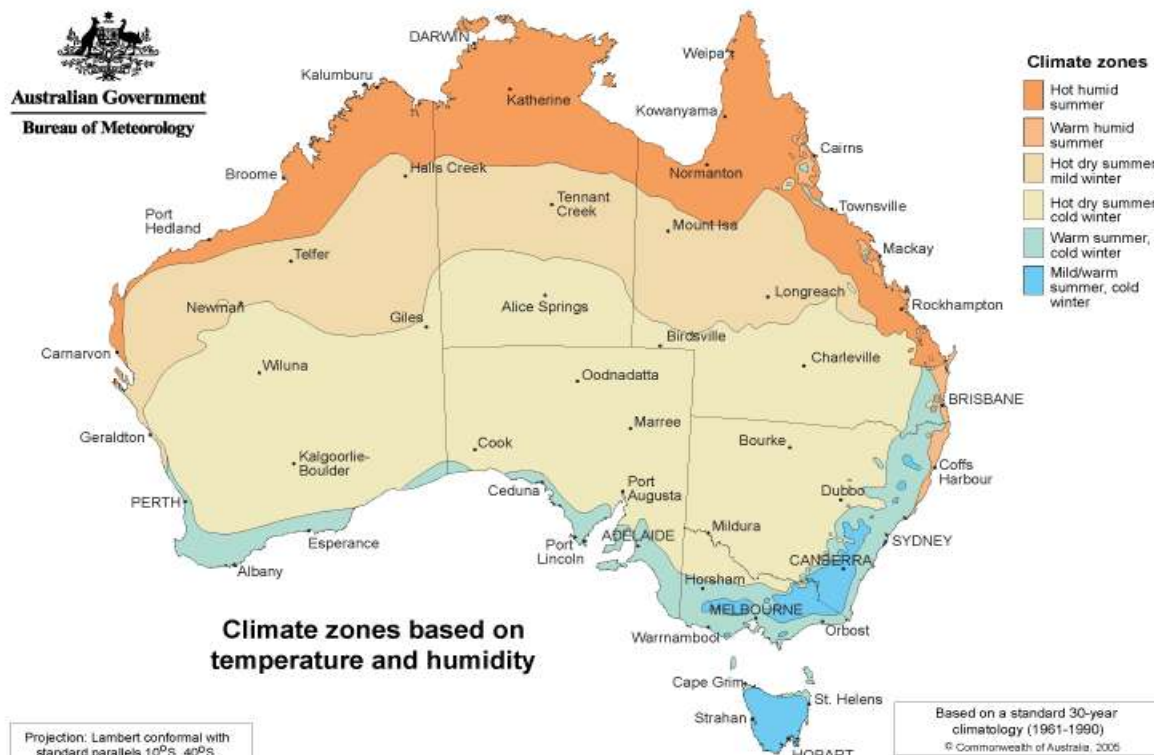 Australian Government
Bureau of Meteorology
DARWIN
Weipa
Kalumburu
Katherine
Kowanyama
Cairns
Broome
Halls Creek
Normanton
Tennant
Creek
Townsville
Port
Hedland
Mount Isa
Telfer
Mackay
Newman
Longreach
Alice Springs
Rockhampton
Giles
Birdsville
Carnarvon
Wiluna
Charleville
Oodnadatta
BRISBANE
Marree
Geraldton
Cook
Bourke
Kalgoorlie-
Boulder
Coffs
Harbour
Ceduna
Port
Augusta
Dubbo
PERTH
Mildura
Esperance
Port
Lincoln
ADELAIDE
SYDNEY
CANBERRA
Albany
Horsham
MELBOURNE
Warrnambool
Orbost
Cape Grim
St. Helens
Strahan
HOBART
Climate zones
Hot humid
summer
Warm humid
summer
Hot dry summer
mild winter
Hot dry summer
cold winter
Warm summer,
cold winter
Mild/warm
summer, cold
winter
Climate zones based on
temperature and humidity
Projection: Lambert conformal with
standard parallels 10°S, 40°S
Based on a standard 30-year
climatology (1961-1990)
© Commonwealth of Australia, 2005